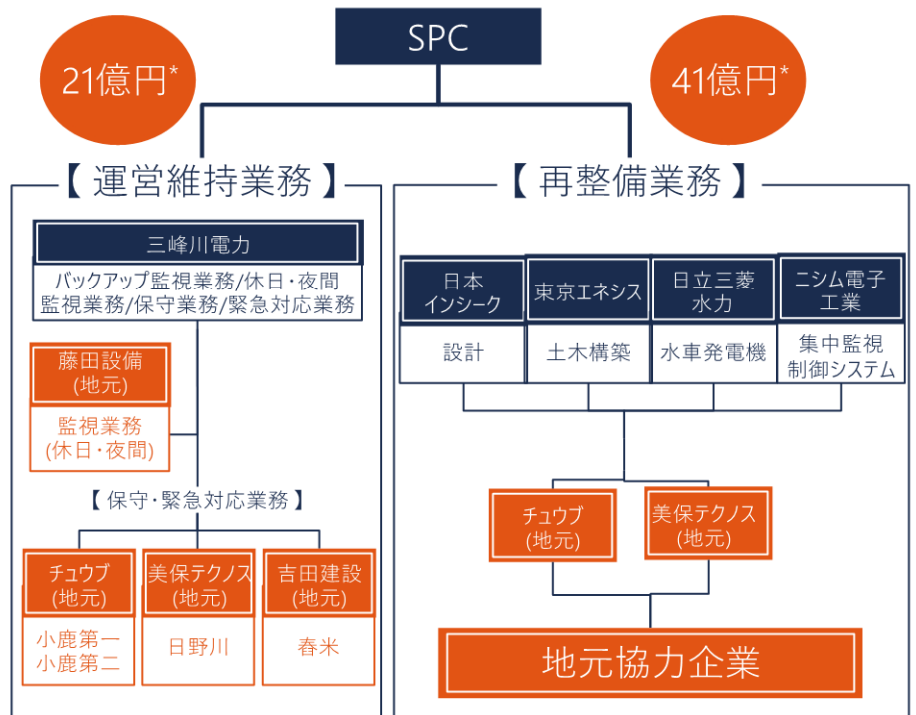 SPC
21億円*
41億円*
【 運営維持業務 】
三峰川電力
バックアップ監視業務/休日・夜間
監視業務/保守業務/緊急対応業務
藤田設備
(地元)
監視業務
(休日・夜間)
【 保守・緊急対応業務 】
チュウブ
(地元)
小鹿第一
小鹿第二
美保テクノス
(地元)
日野川
吉田建設
(地元)
舂米
【 再整備業務 】
日本
インシーク
設計
東京エネシス
土木構築
日立三菱
水力
水車発電機
ニシム電子
工業
集中監視
制御システム
チュウブ
(地元)
美保テクノス
(地元)
地元協力企業